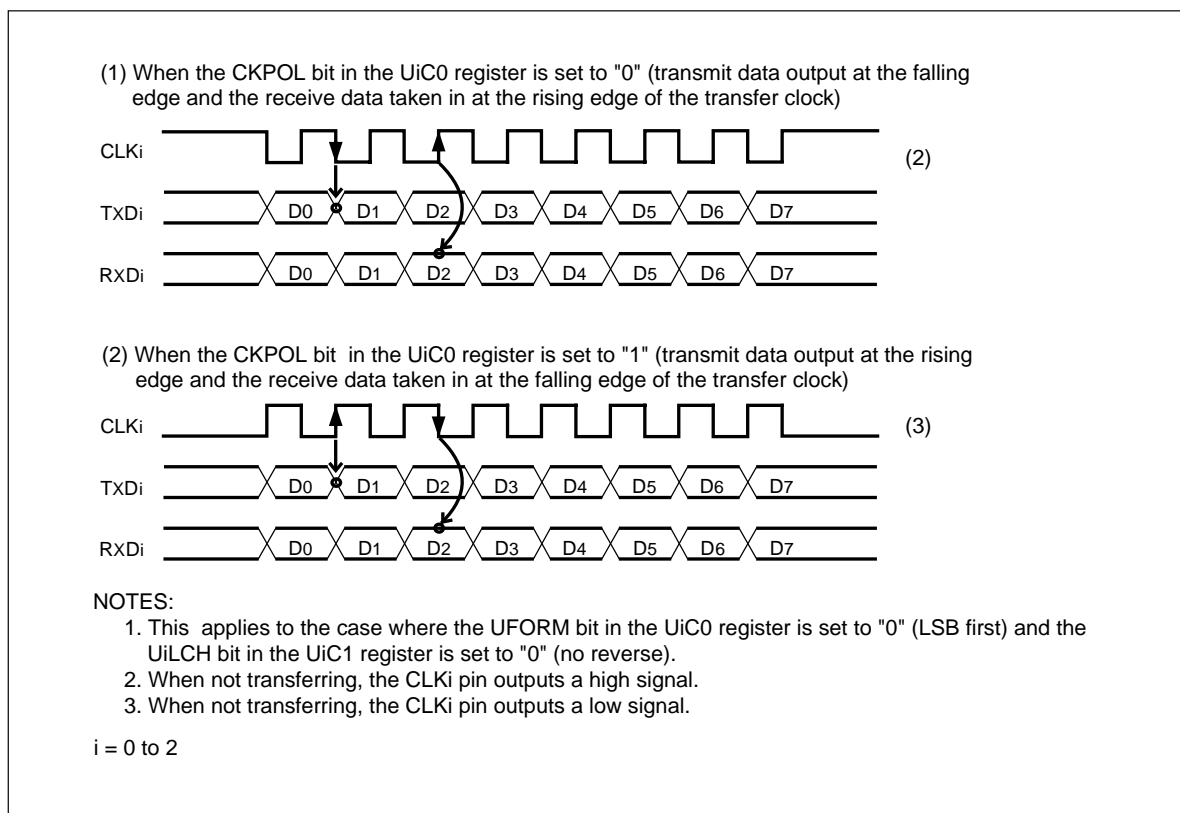 (1) When the CKPOL bit in the UiC0 register is set to "0" (transmit data output at the falling
edge and the receive data taken in at the rising edge of the transfer clock)
CLKi
(2)
TXDi D0 D1 D2 D3 D4 D5 D6 D7
RXDi D0 D1 D2 D3 D4 D5 D6 D7
(2) When the CKPOL bit in the UiC0 register is set to "1" (transmit data output at the rising
edge and the receive data taken in at the falling edge of the transfer clock)
CLKi
(3)
TXDi D0 D1 D2 D3 D4 D5 D6 D7
RXDi D0 D1 D2 D3 D4 D5 D6 D7
NOTES:
1. This applies to the case where the UFORM bit in the UiC0 register is set to "0" (LSB first) and the
UiLCH bit in the UiC1 register is set to "0" (no reverse).
2. When not transferring, the CLKi pin outputs a high signal.
3. When not transferring, the CLKi pin outputs a low signal.
i = 0 to 2